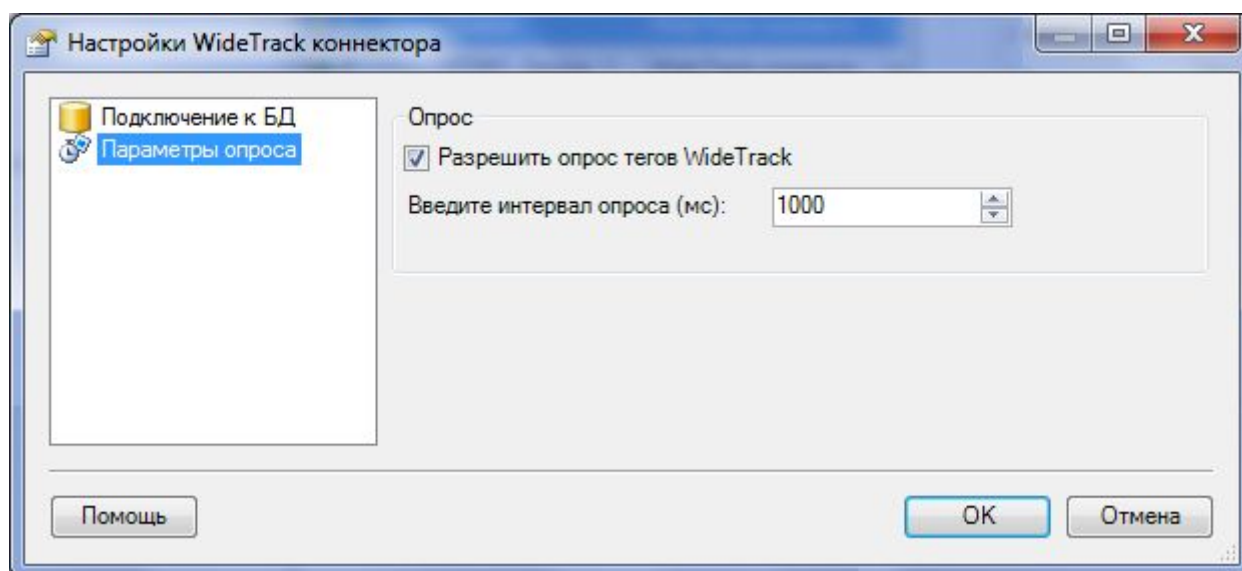 Настройки WideTrack коннектора
Подключение к БД
Параметры опроса
Опрос
Разрешить опрос тегов WideTrack
Введите интервал опроса (мс): 1000
Помощь
OK
Отмена